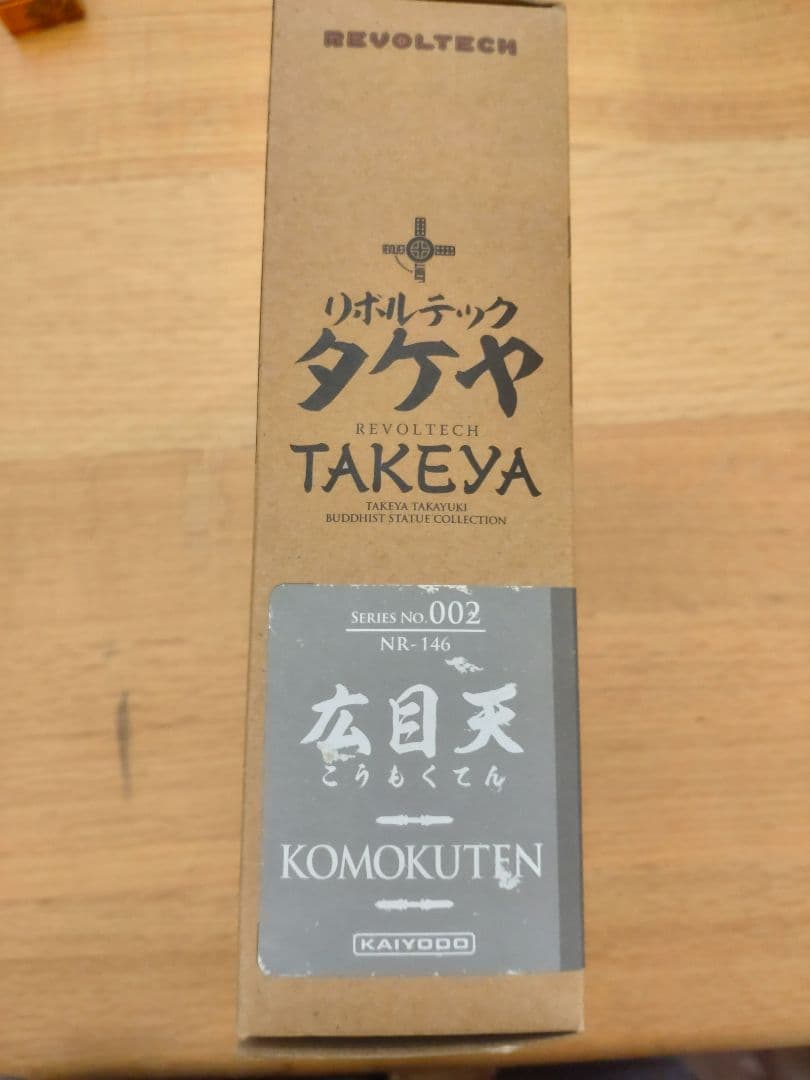 REVOLTECH
リボルテック
タケヤ
REVOLTECH
TAKEYA
TAKEYA TAKAYUKI
BUDDHIST STATUE COLLECTION
SERIES NO.002
NR-146
広目天
こうもくてん
KOMOKUTEN
KAIYODO